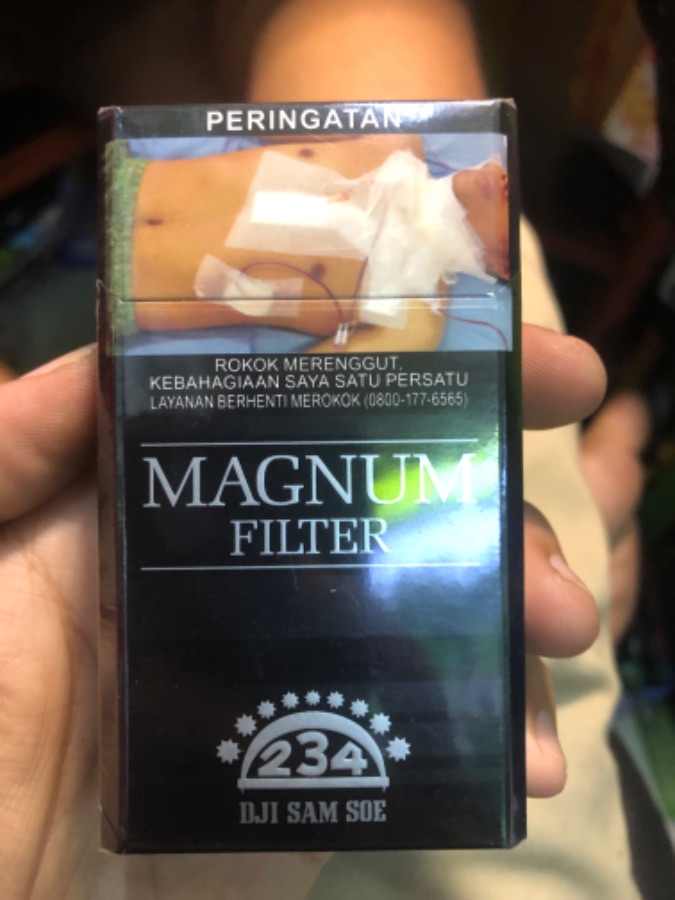 PERINGATAN
ROKOK MERENGGUT.
KEBAHAGIAAN SAYA SATU PERSATU
LAYANAN BERHENTI MEROKOK (0800-177-6565)
MAGNUM
FILTER
234
DJI SAM SOE